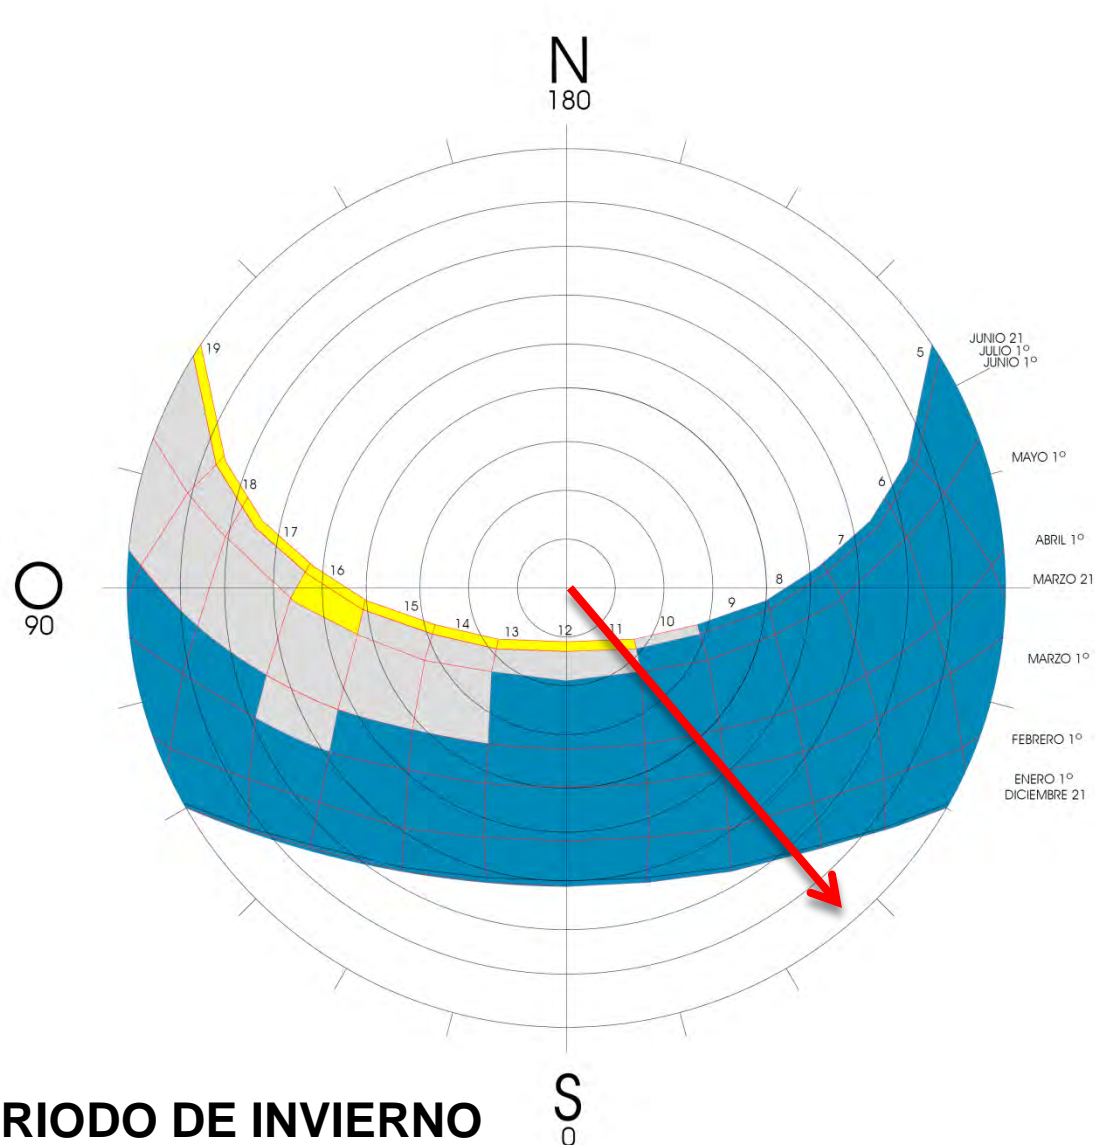 N
180
19
5
JUNIO 21
JULIO 1º
JUNIO 1º
MAYO 1º
18
6
17
7
ABRIL 1º
16
8
MARZO 21
O
90
15
14
13
12
11
10
9
MARZO 1º
FEBRERO 1º
ENERO 1º
DICIEMBRE 21
S
0
RIODO DE INVIERNO